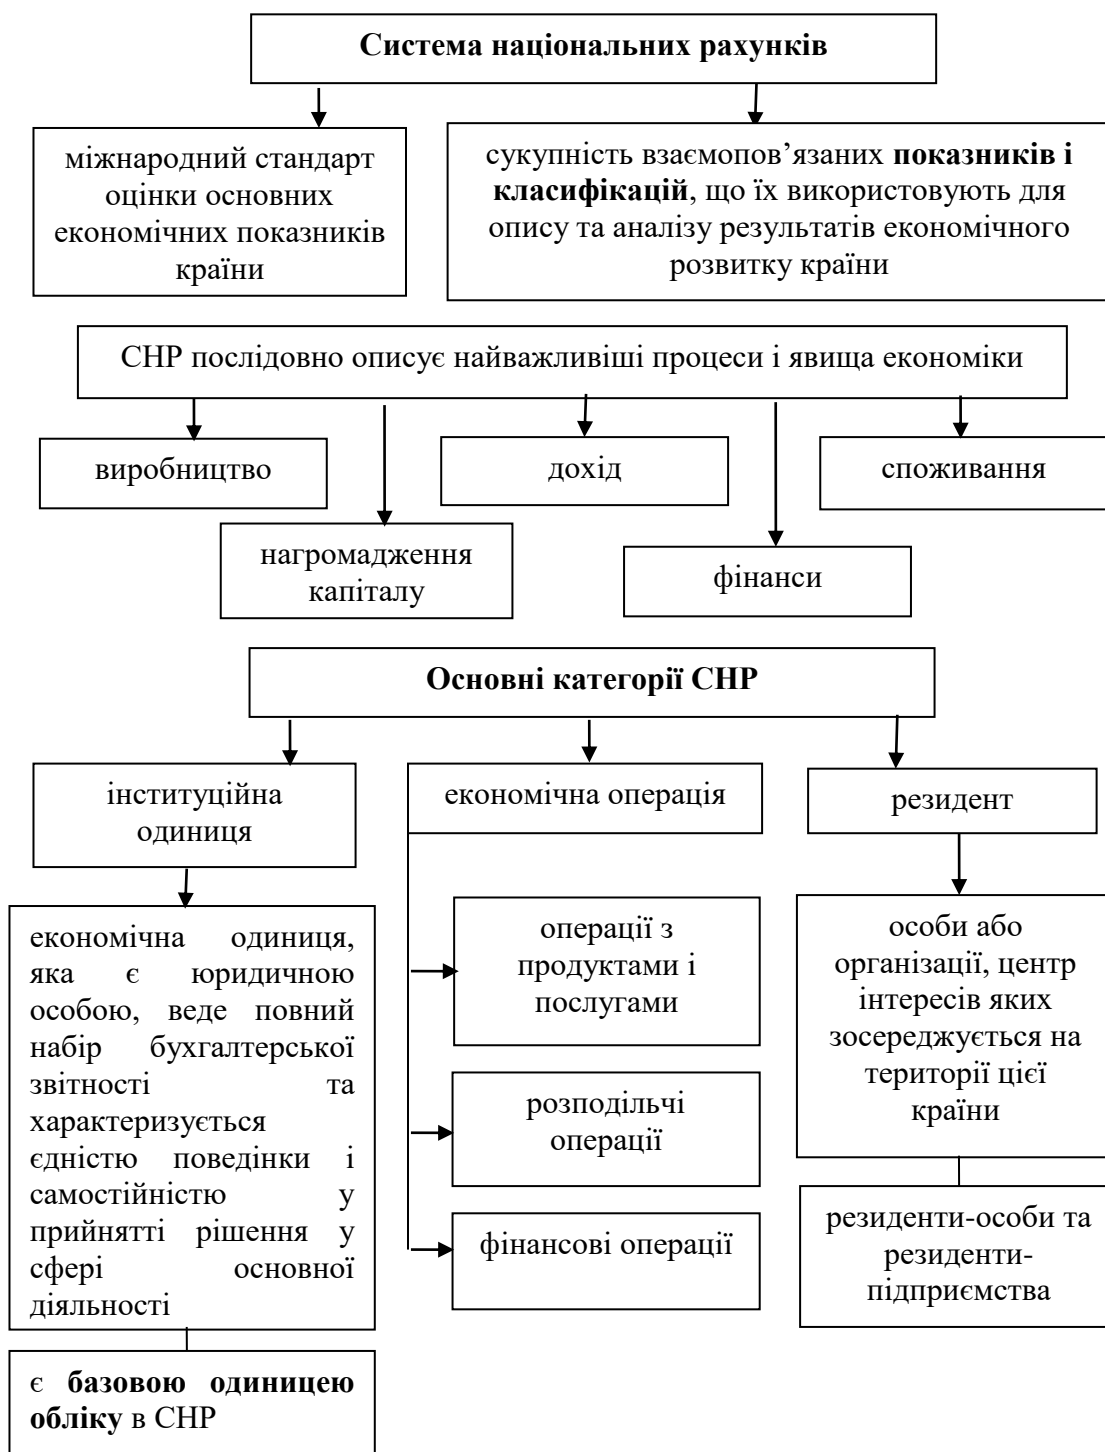 Система національних рахунків
міжнародний стандарт
оцінки основних
економічних показників
країни
сукупність взаємопов’язаних показників і
класифікацій, що їх використовують для
опису та аналізу результатів економічного
розвитку країни
СНР послідовно описує найважливіші процеси і явища економіки
виробництво
дохід
споживання
нагромадження
капіталу
фінанси
Основні категорії СНР
інституційна
одиниця
економічна операція
резидент
економічна одиниця,
яка є юридичною
особою, веде повний
набір бухгалтерської
звітності та
характеризується
єдністю поведінки і
самостійністю у
прийнятті рішення у
сфері основної
діяльності
є базовою одиницею
обліку в СНР
операції з
продуктами і
послугами
розподільчі
операції
фінансові операції
особи або
організації, центр
інтересів яких
зосереджується на
території цієї
країни
резиденти-особи та
резиденти-
підприємства